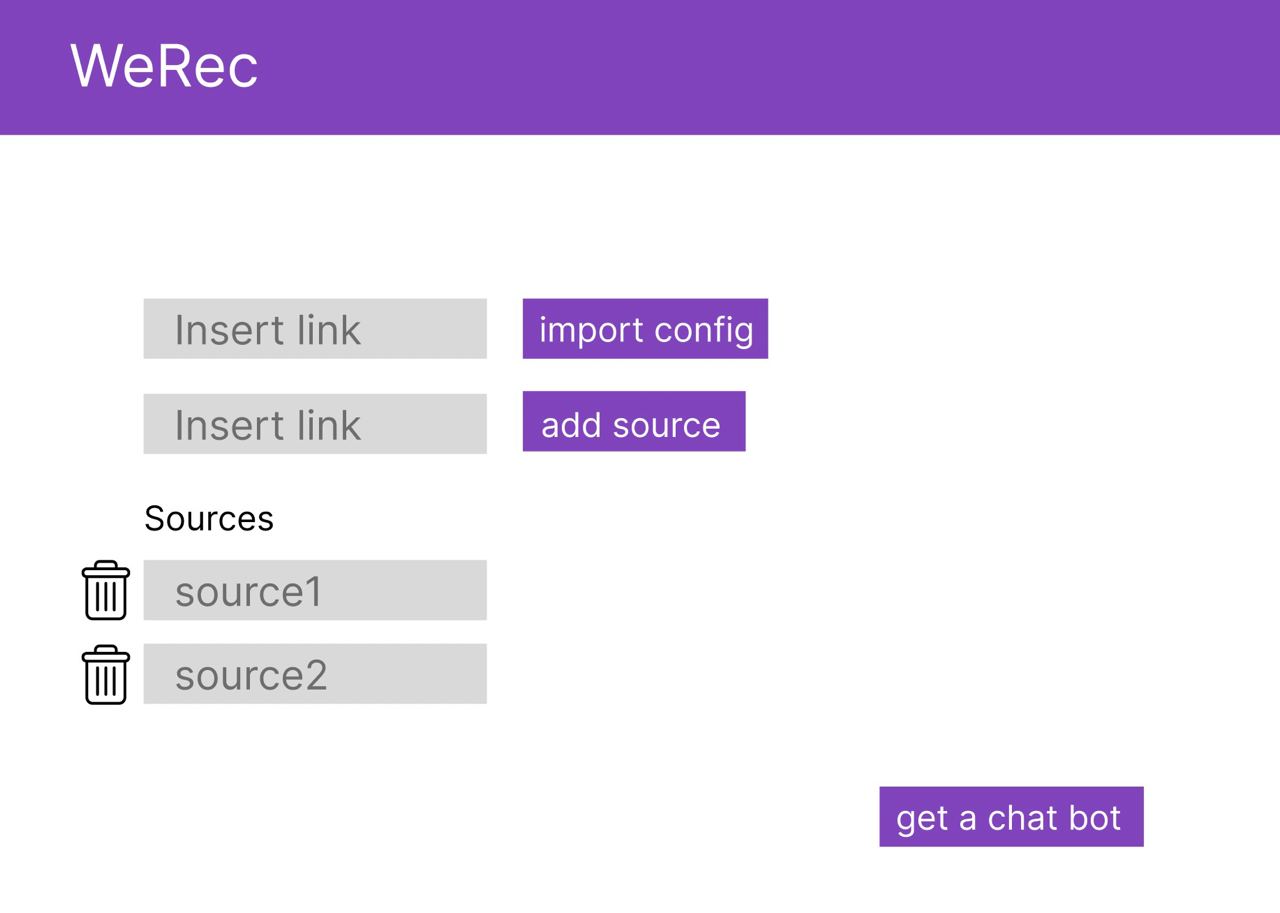 WeRec
Insert link
import config
Insert link
add source
Sources
source1
source2
get a chat bot